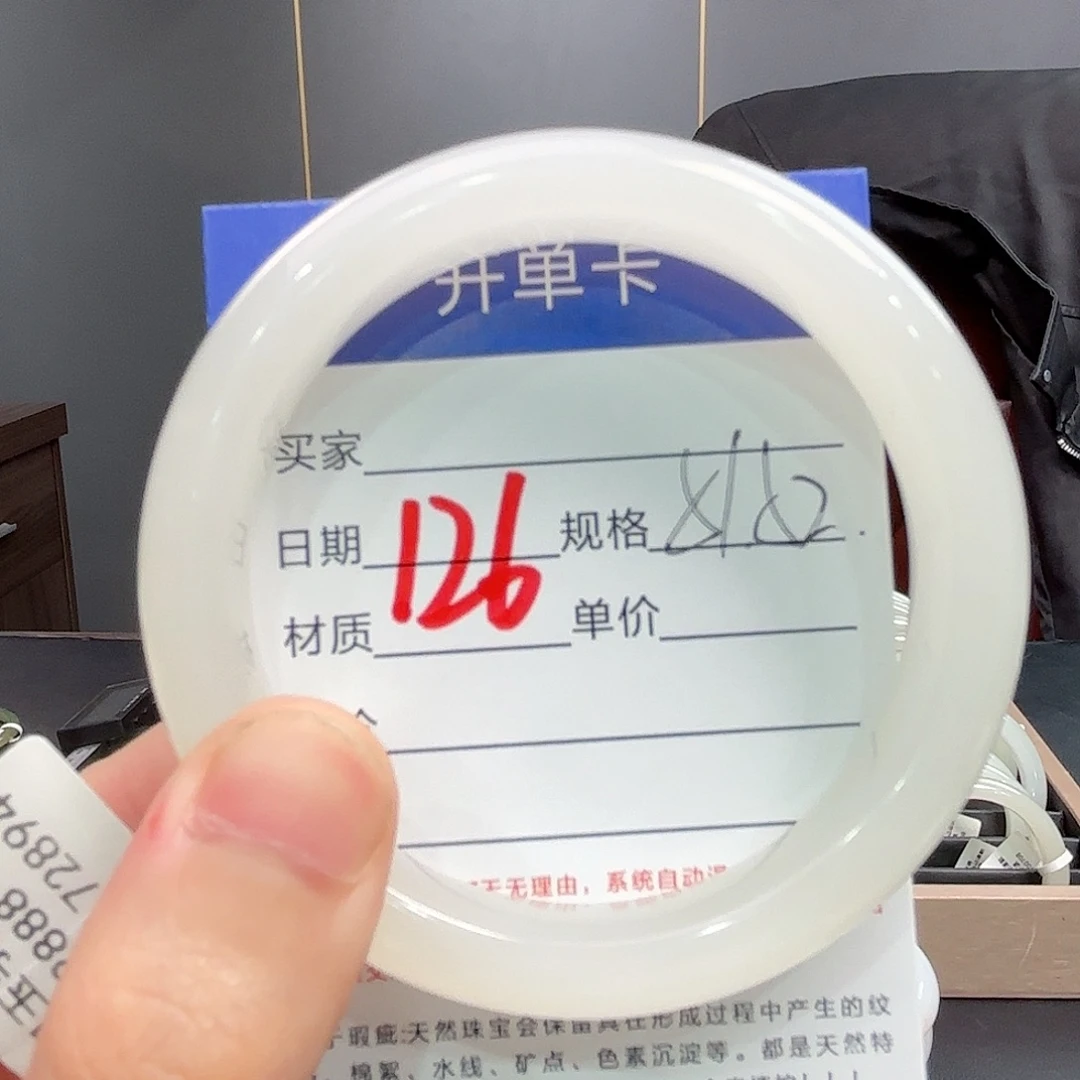 开单卡
买家
日期 126 规格
材质 单价
天无理由，系统自动
瑕疵:天然珠宝会保留其在形成过程中产生的纹
棉絮、水线、矿点、色素沉淀等。都是天然特
72894
888